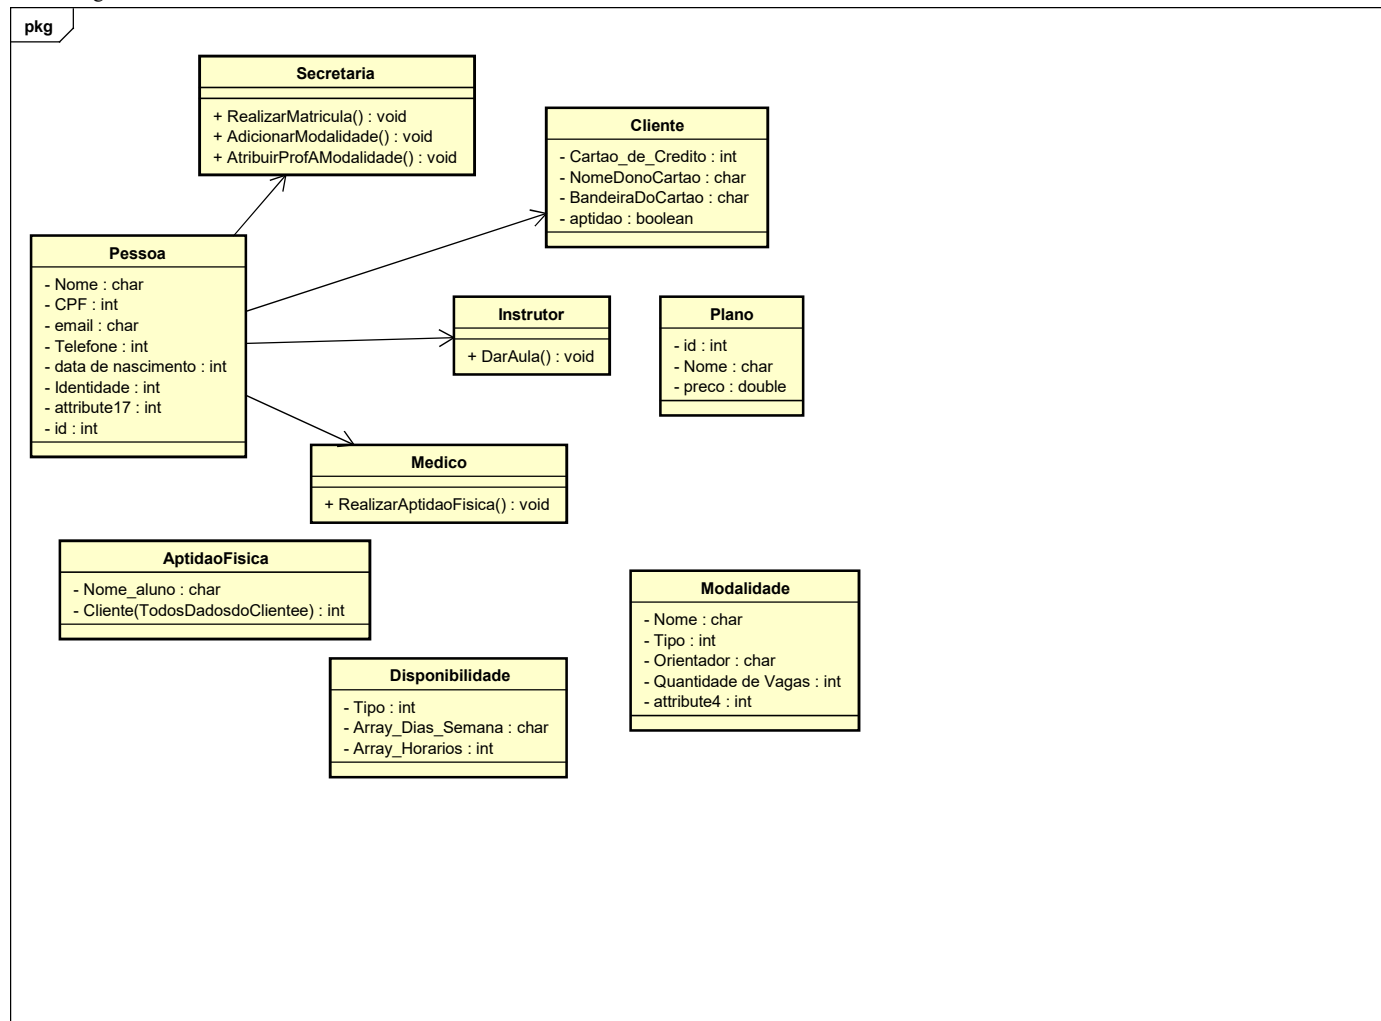 pkg
Secretaria
+ RealizarMatricula() : void
+ AdicionarModalidade() : void
+ AtribuirProfAModalidade() : void
Cliente
- Cartao_de_Credito : int
- NomeDonoCartao : char
- BandeiraDoCartao : char
- aptidao : boolean
Pessoa
- Nome : char
- CPF : int
- email : char
- Telefone : int
- data de nascimento : int
- Identidade : int
- attribute17 : int
- id : int
Instrutor
+ DarAula() : void
Plano
- id : int
- Nome : char
- preco : double
Medico
+ RealizarAptidaoFisica() : void
AptidaoFisica
- Nome_aluno : char
- Cliente(TodosDadosdoClientee) : int
Modalidade
- Nome : char
- Tipo : int
- Orientador : char
- Quantidade de Vagas : int
- attribute4 : int
Disponibilidade
- Tipo : int
- Array_Dias_Semana : char
- Array_Horarios : int